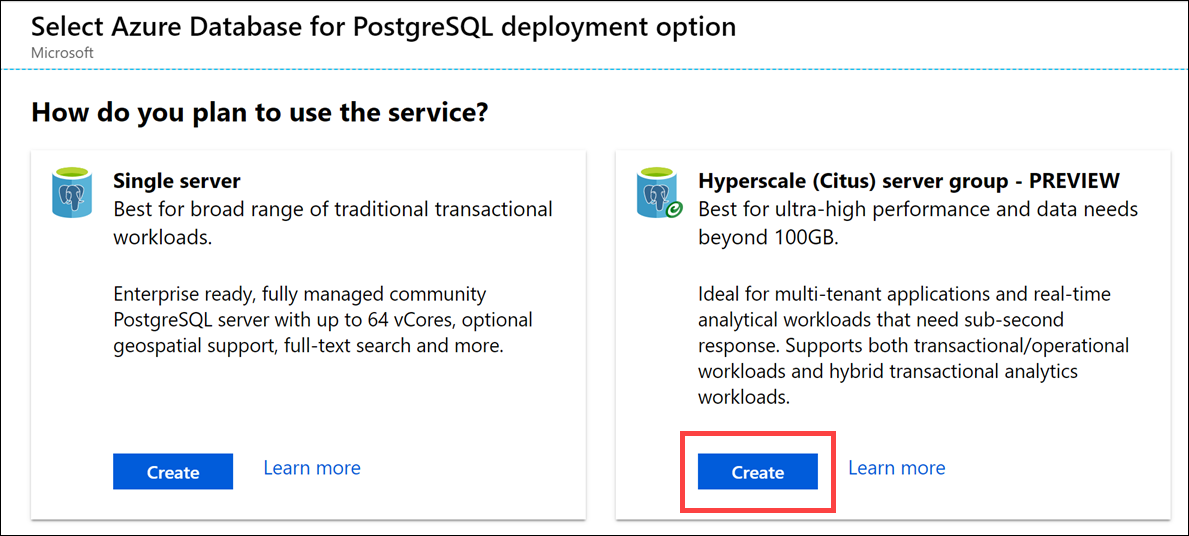 Select Azure Database for PostgreSQL deployment option
Microsoft
How do you plan to use the service?
Single server
Best for broad range of traditional transactional
workloads.
Enterprise ready, fully managed community
PostgreSQL server with up to 64 vCores, optional
geospatial support, full-text search and more.
Create
Learn more
Hyperscale (Citus) server group - PREVIEW
Best for ultra-high performance and data needs
beyond 100GB.
Ideal for multi-tenant applications and real-time
analytical workloads that need sub-second
response. Supports both transactional/operational
workloads and hybrid transactional analytics
workloads.
Create
Learn more